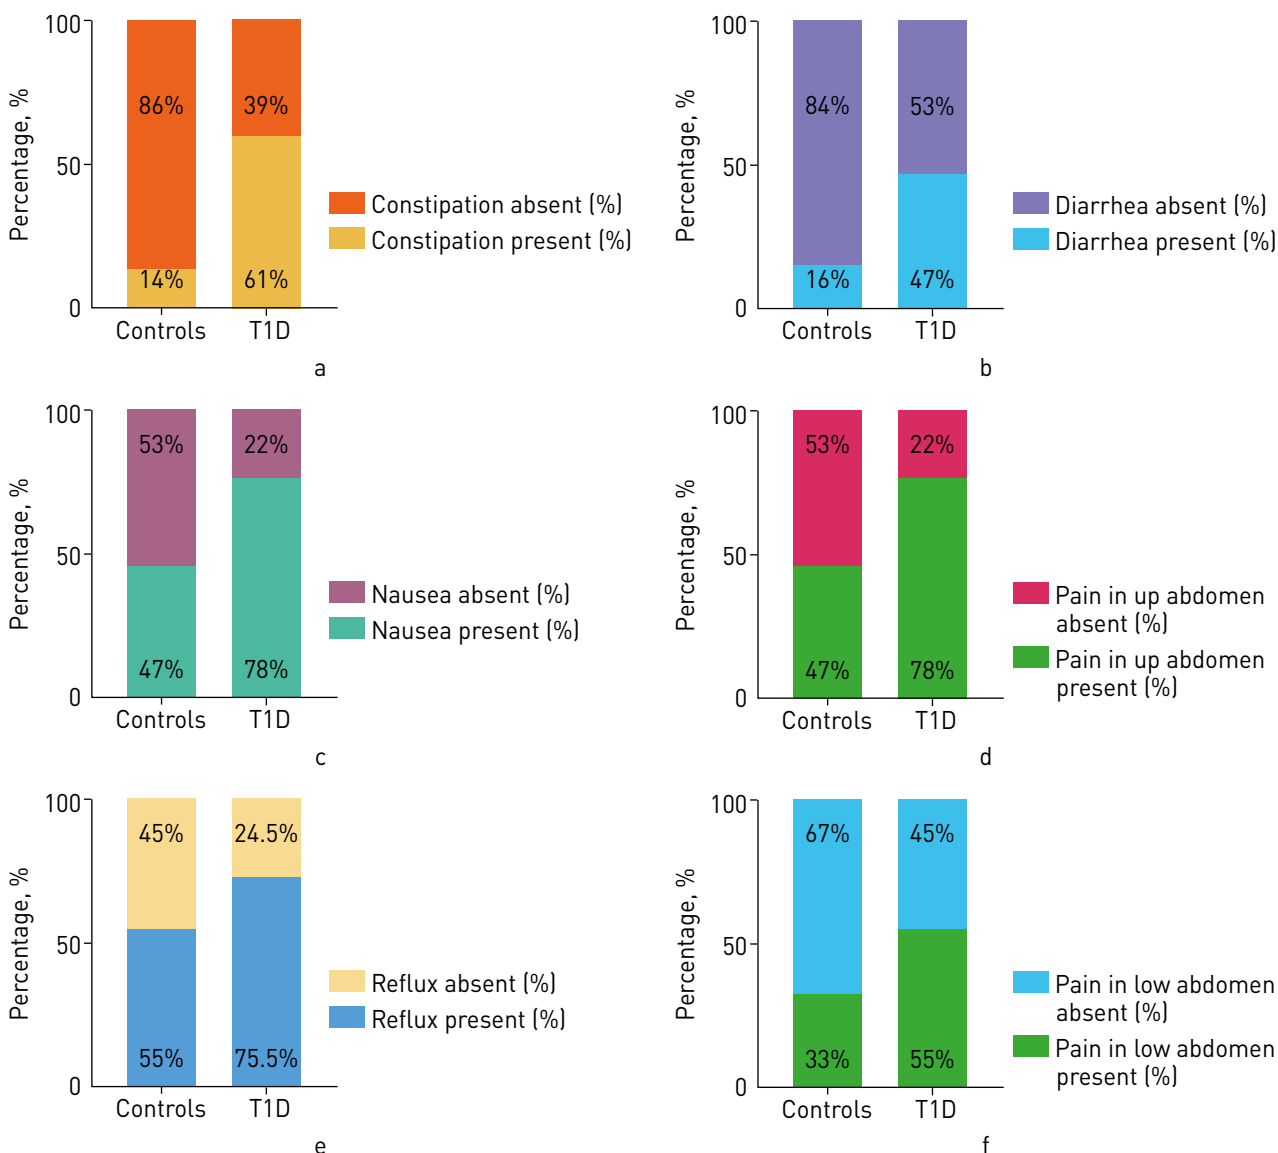 Percentage, %
100
50
0
86%
39%
14%
61%
Controls
T1D
Constipation absent (%)
Constipation present (%)
a
Percentage, %
100
50
0
84%
53%
16%
47%
Controls
T1D
Diarrhea absent (%)
Diarrhea present (%)
b
Percentage, %
100
50
0
53%
22%
47%
78%
Controls
T1D
Nausea absent (%)
Nausea present (%)
c
Percentage, %
100
50
0
53%
22%
47%
78%
Controls
T1D
Pain in up abdomen
absent (%)
Pain in up abdomen
present (%)
d
Percentage, %
100
50
0
45%
24.5%
55%
75.5%
Controls
T1D
Reflux absent (%)
Reflux present (%)
e
Percentage, %
100
50
0
67%
45%
33%
55%
Controls
T1D
Pain in low abdomen
absent (%)
Pain in low abdomen
present (%)
f